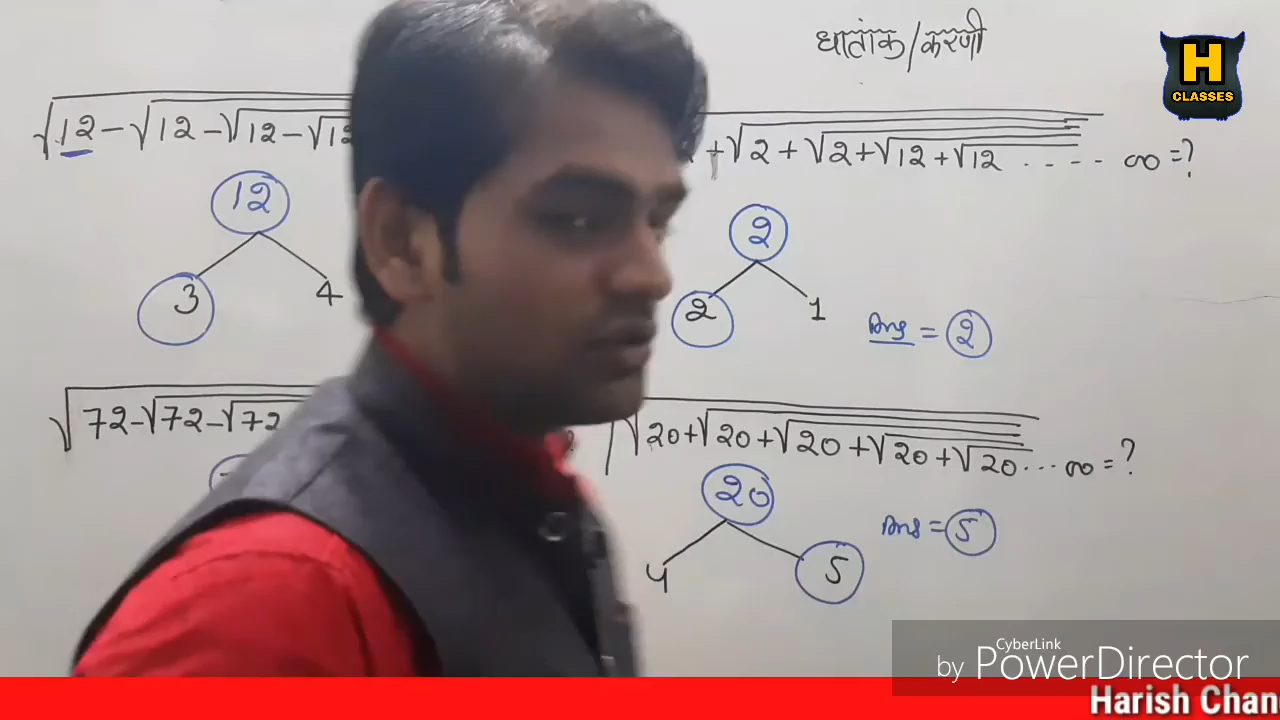 घातांक/करणी
H
CLASSES
√12-√12-√12-√12
+√2+√2+√12+√12 ---- ∞ =?
12
3 4
2
2 1
Ans = 2
√72-√72-√72
√20+√20+√20+√20+√20... ∞ = ?
20
4 5
Ans = 5
CyberLink
by PowerDirector
Harish Chan